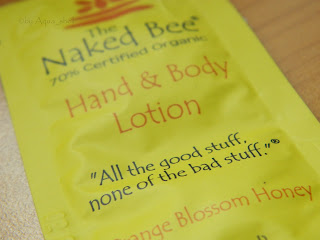 The
Naked Bee®
70% Certified Organic
Hand & Body
Lotion
"All the good stuff,
none of the bad stuff."®
ange Blossom Honey